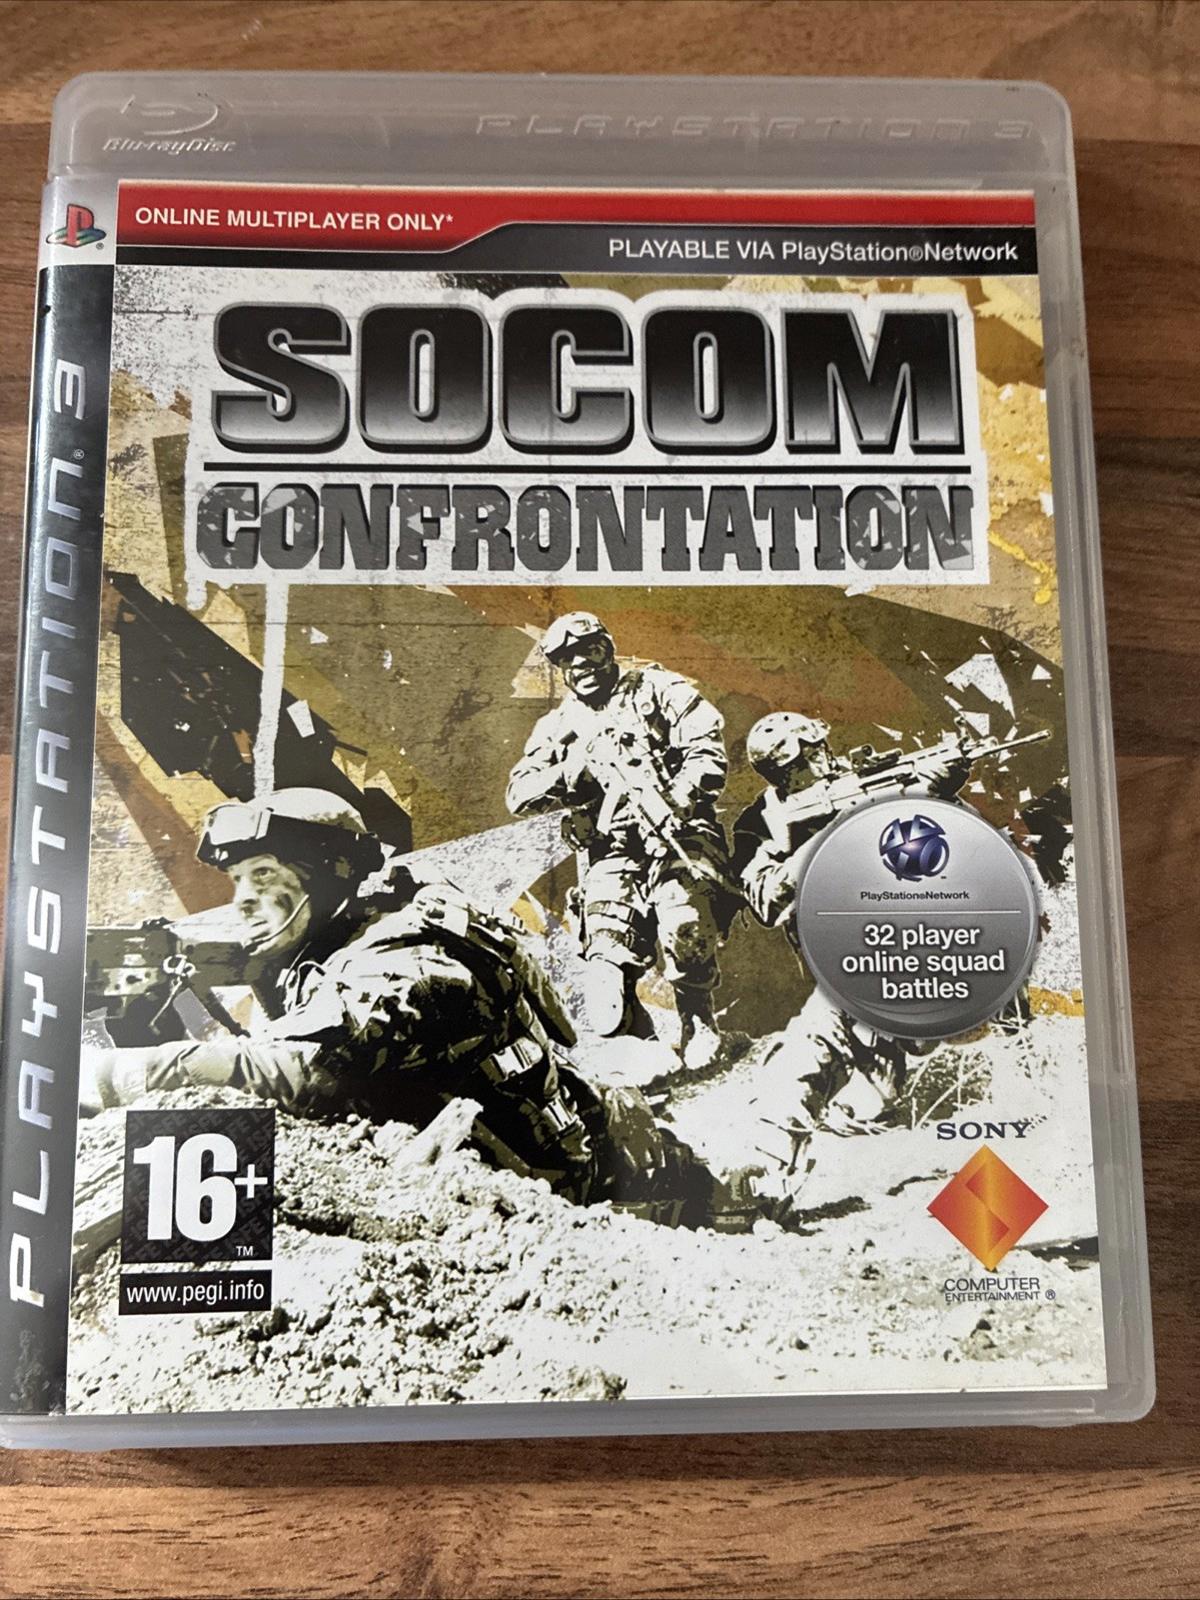 Blu-ray Disc
PLAYSTATION 3
ONLINE MULTIPLAYER ONLY*
PLAYABLE VIA PlayStation®Network
SOCOM
CONFRONTATION
PLAYSTATION®3
PlayStation®Network
32 player
online squad
battles
16+
TM
www.pegi.info
SONY
COMPUTER
ENTERTAINMENT ®